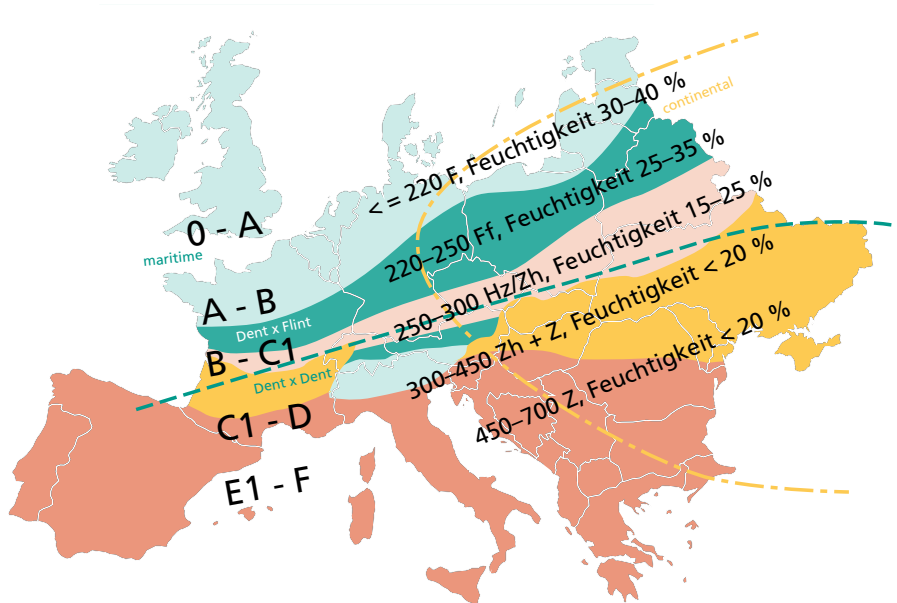 continental
<= 220 F, Feuchtigkeit 30–40 %
220–250 Ff, Feuchtigkeit 25–35 %
0 - A
maritime
250–300 Hz/Zh, Feuchtigkeit 15–25 %
A - B
Dent x Flint
300–450 Zh + Z, Feuchtigkeit < 20 %
B - C1
Dent x Dent
450–700 Z, Feuchtigkeit < 20 %
C1 - D
E1 - F